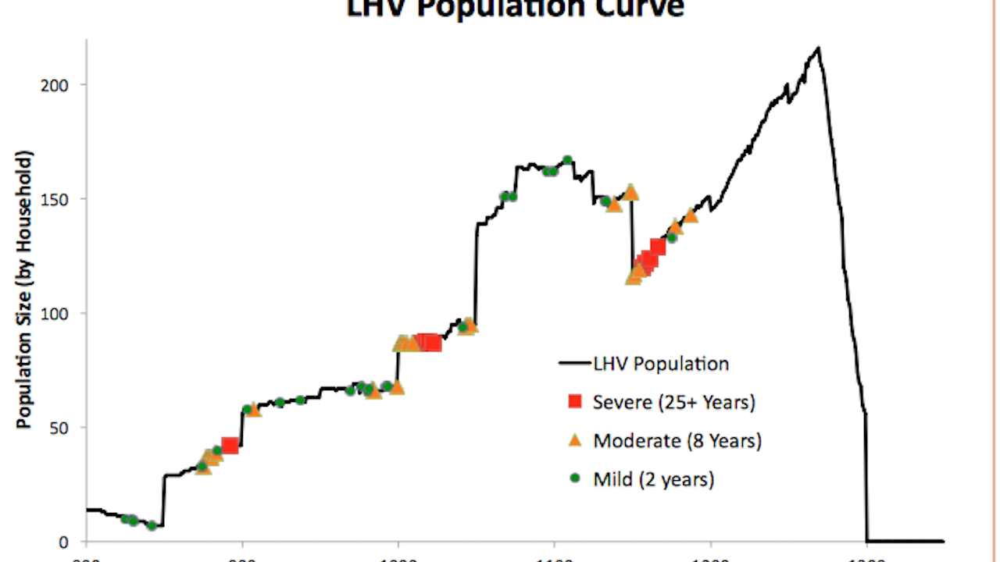 LHV Population Curve
Population Size (by Household)
200
150
100
50
0
LHV Population
Severe (25+ Years)
Moderate (8 Years)
Mild (2 years)